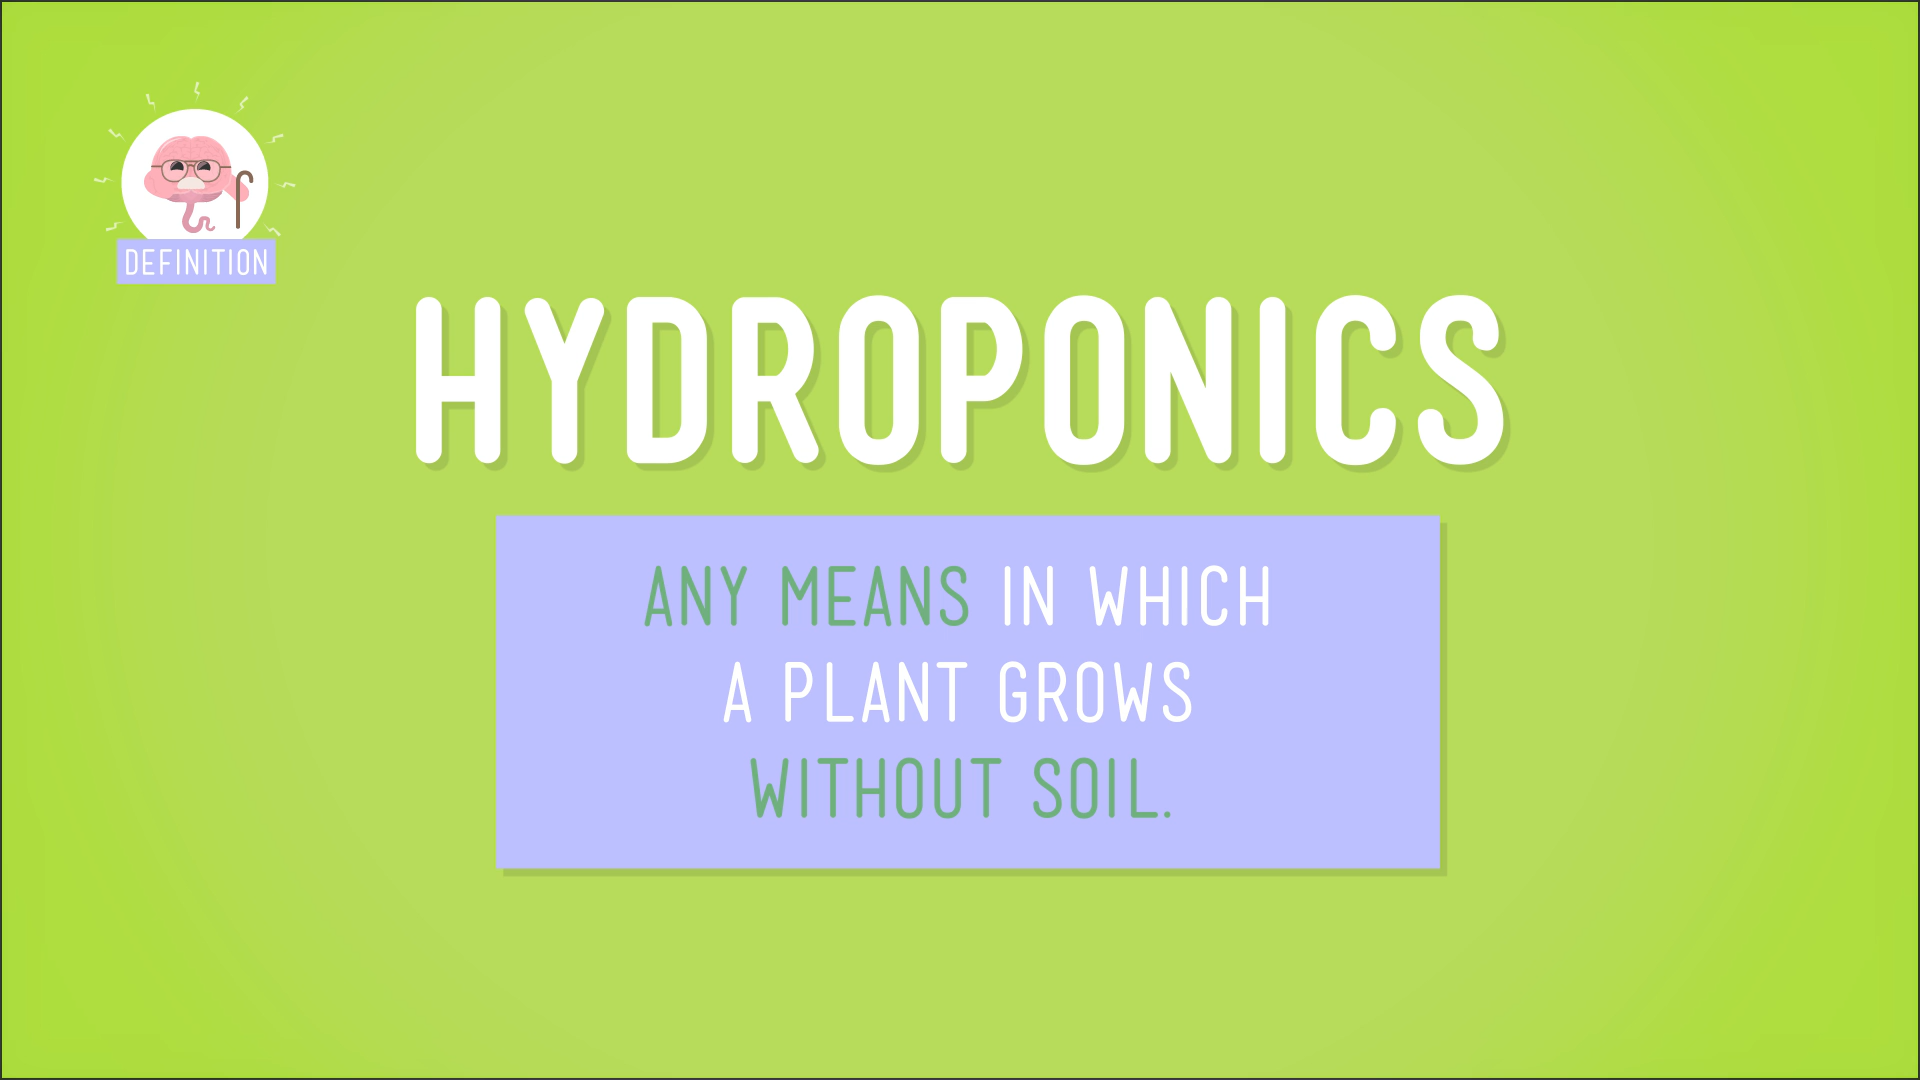 DEFINITION
HYDROPONICS
ANY MEANS IN WHICH
A PLANT GROWS
WITHOUT SOIL.